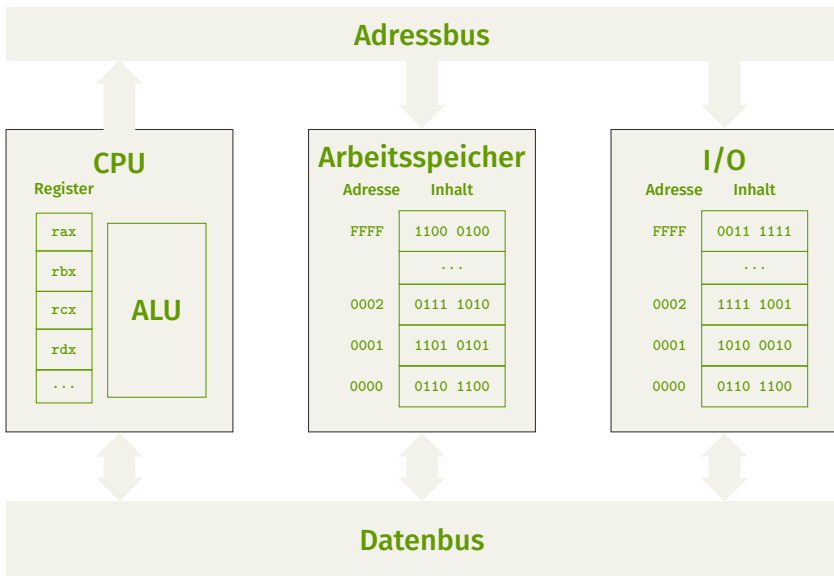 Adressbus
CPU
Register
rax
rbx
rcx
rdx
...
ALU
Arbeitsspeicher
Adresse Inhalt
FFFF 1100 0100
...
0002 0111 1010
0001 1101 0101
0000 0110 1100
I/O
Adresse Inhalt
FFFF 0011 1111
...
0002 1111 1001
0001 1010 0010
0000 0110 1100
Datenbus